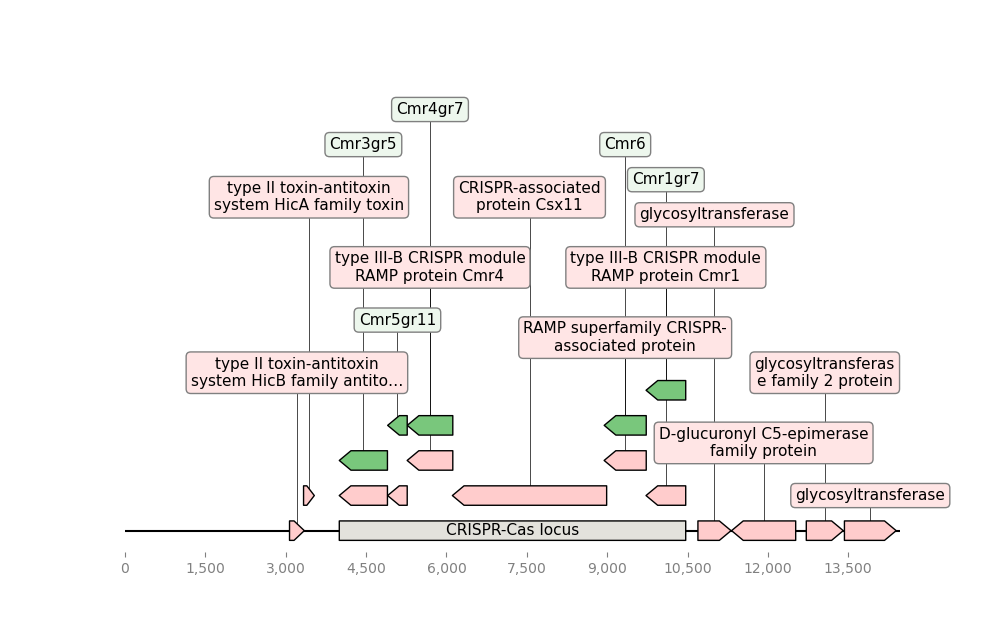 Cmr4gr7
Cmr3gr5
Cmr6
Cmr1gr7
type II toxin-antitoxin
system HicA family toxin
CRISPR-associated
protein Csx11
glycosyltransferase
type III-B CRISPR module
RAMP protein Cmr4
type III-B CRISPR module
RAMP protein Cmr1
Cmr5gr11
RAMP superfamily CRISPR-
associated protein
type II toxin-antitoxin
system HicB family antito…
glycosyltransferas
e family 2 protein
D-glucuronyl C5-epimerase
family protein
glycosyltransferase
CRISPR-Cas locus
0 1,500 3,000 4,500 6,000 7,500 9,000 10,500 12,000 13,500